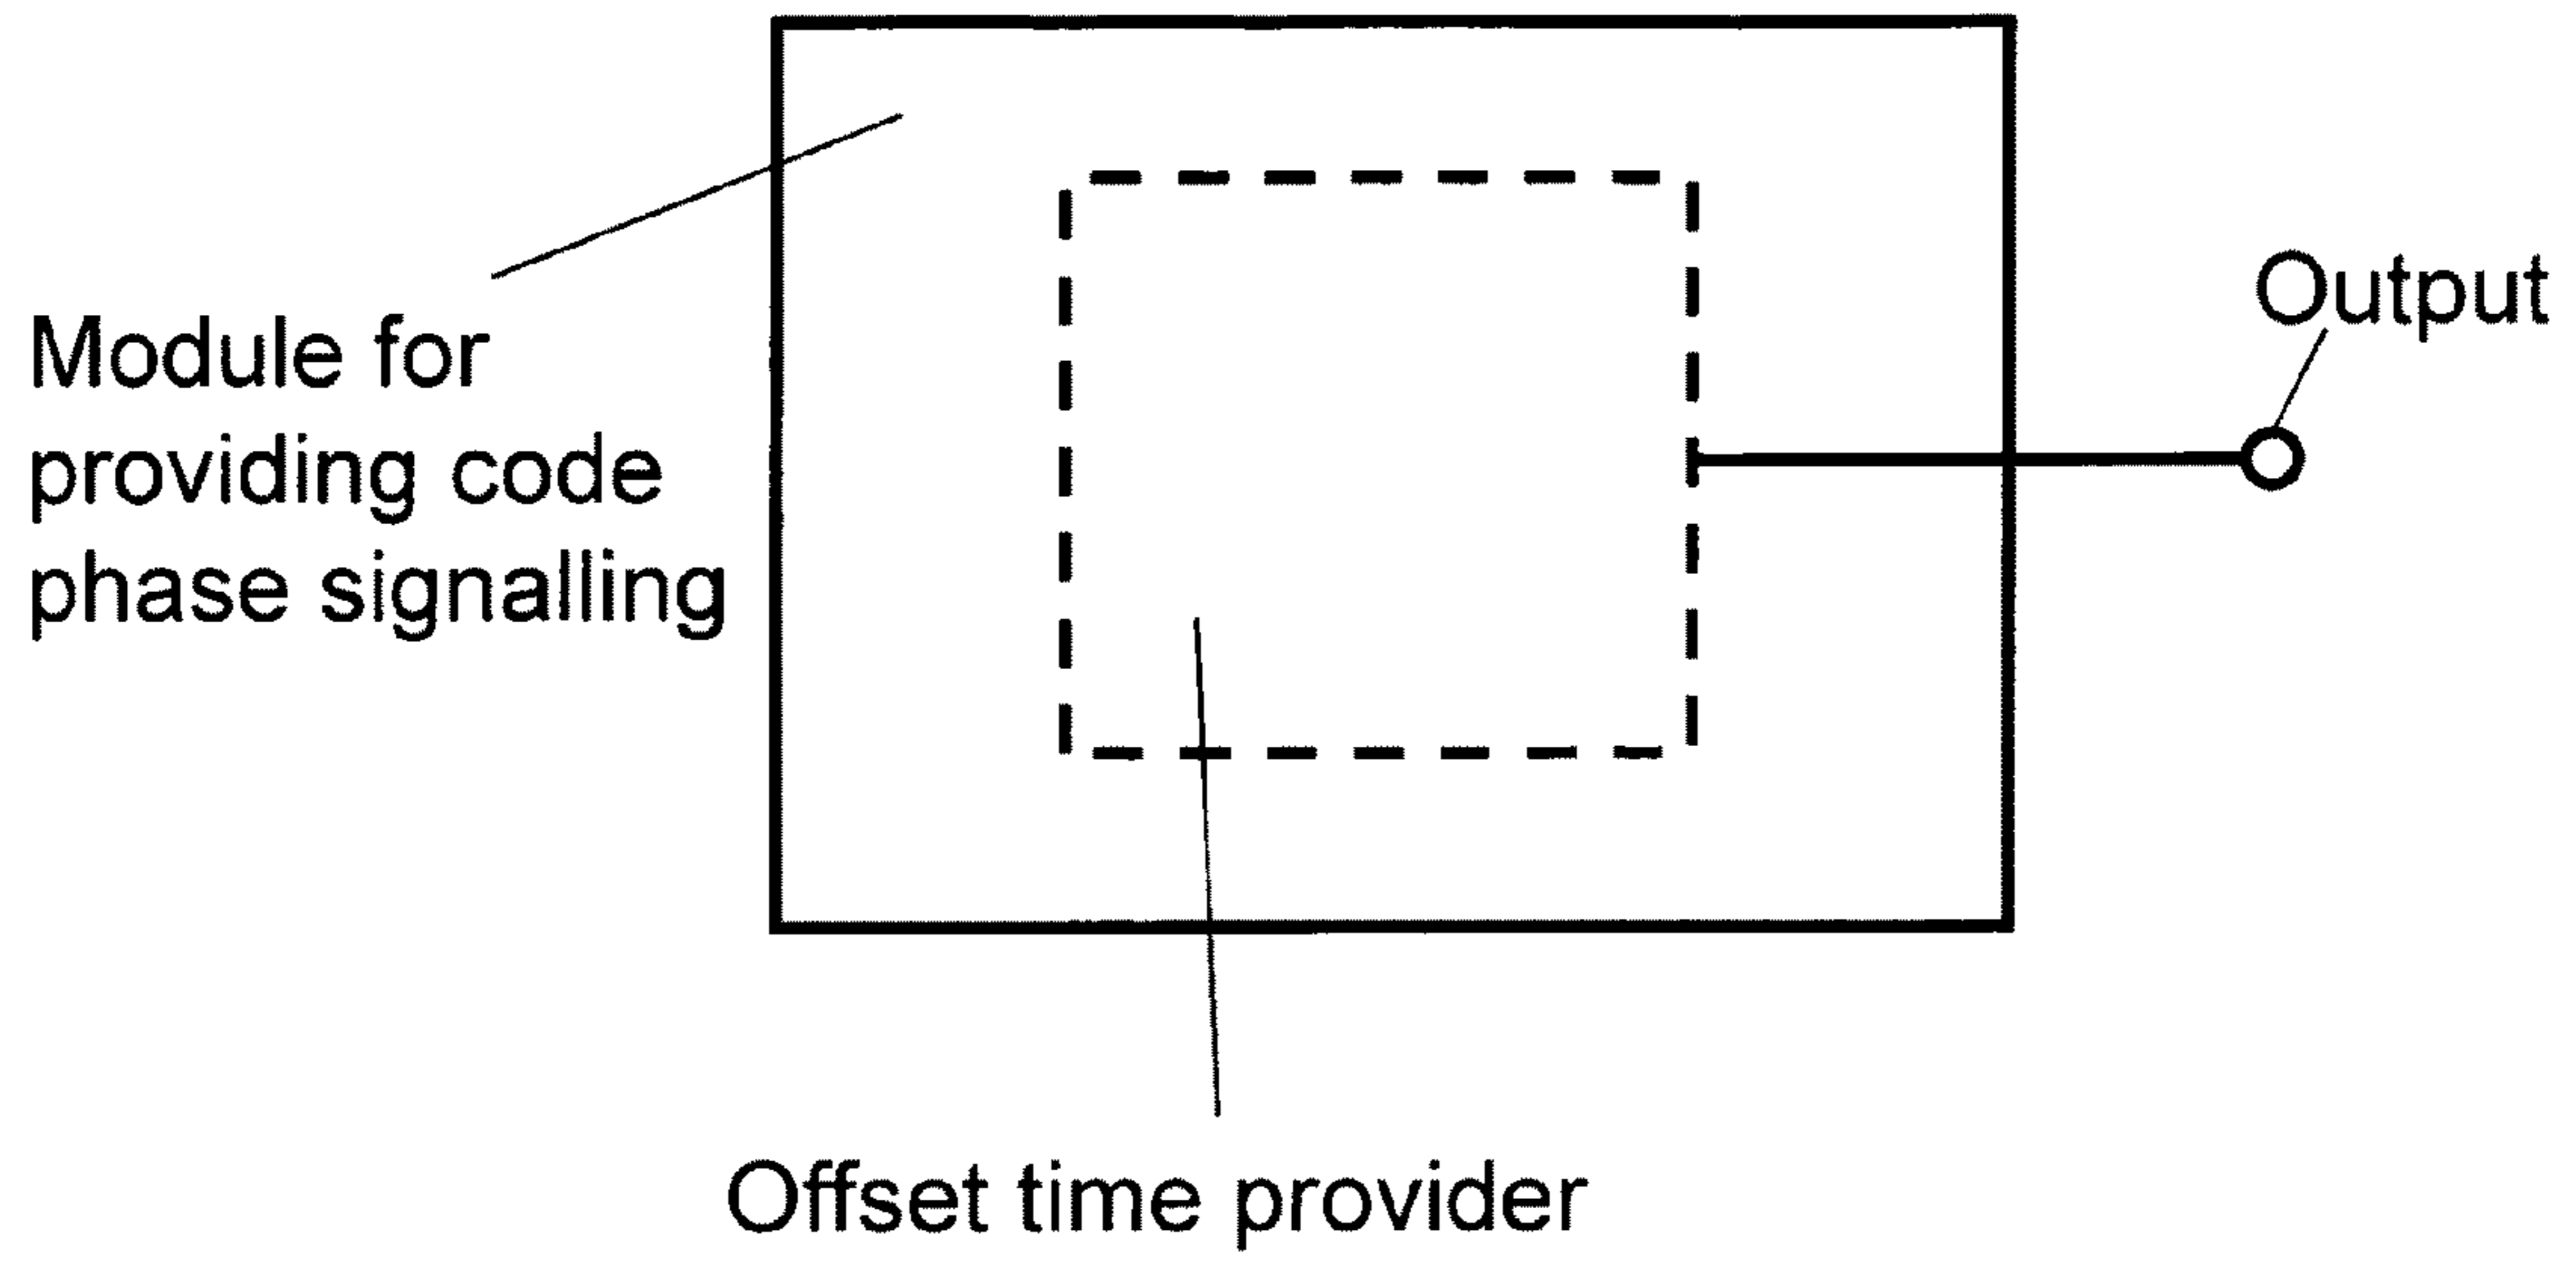 Module for
providing code
phase signalling
Output
Offset time provider